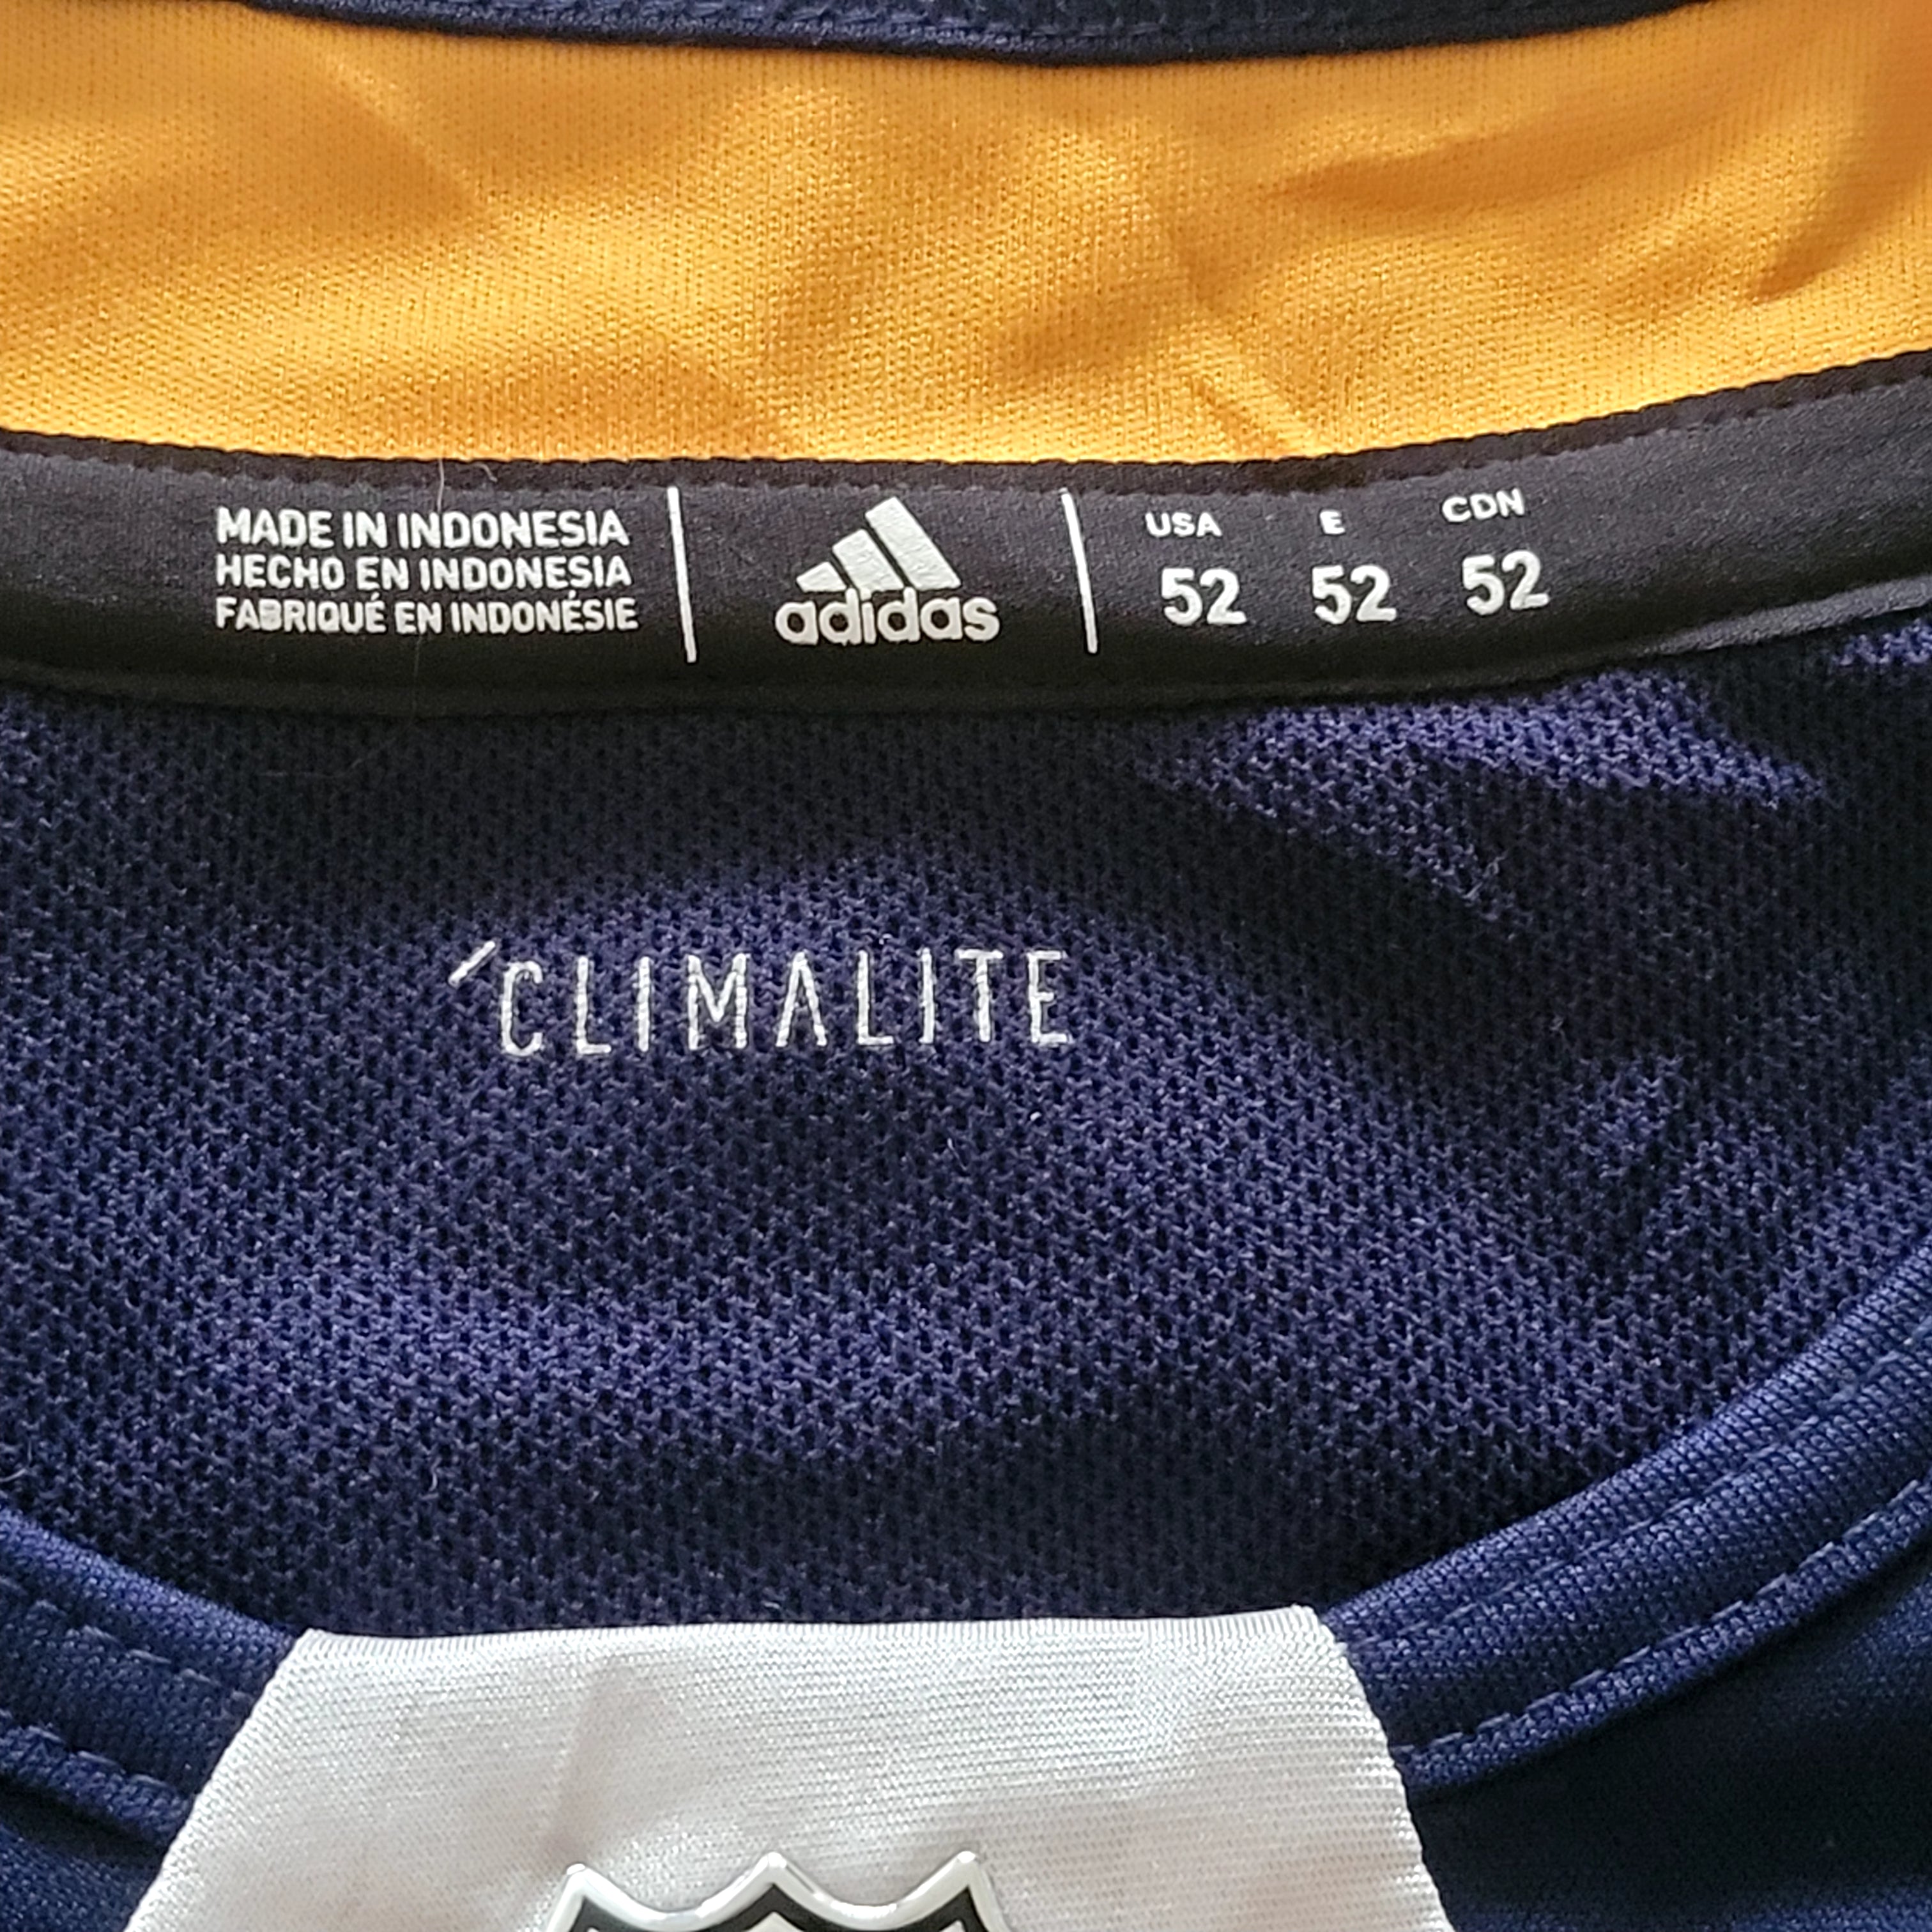 MADE IN INDONESIA
HECHO EN INDONESIA
FABRIQUÉ EN INDONÉSIE
adidas
USA E CDN
52 52 52
CLIMALITE